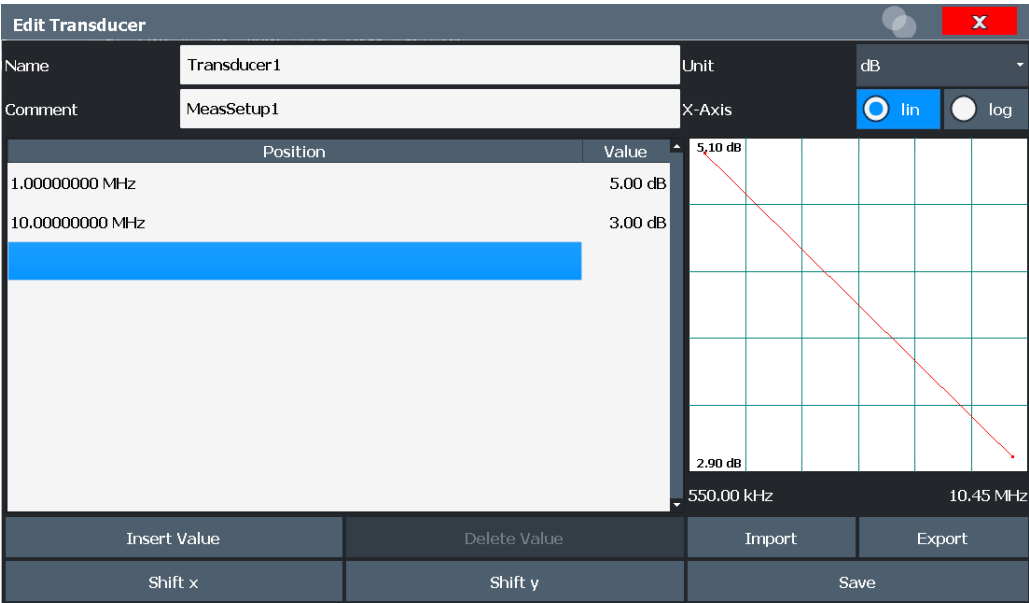 Edit Transducer
X
Name
Transducer1
Unit
dB
Comment
MeasSetup1
X-Axis
lin
log
Position
Value
1.00000000 MHz
5.00 dB
10.00000000 MHz
3.00 dB
5.10 dB
2.90 dB
550.00 kHz
10.45 MHz
Insert Value
Delete Value
Import
Export
Shift x
Shift y
Save